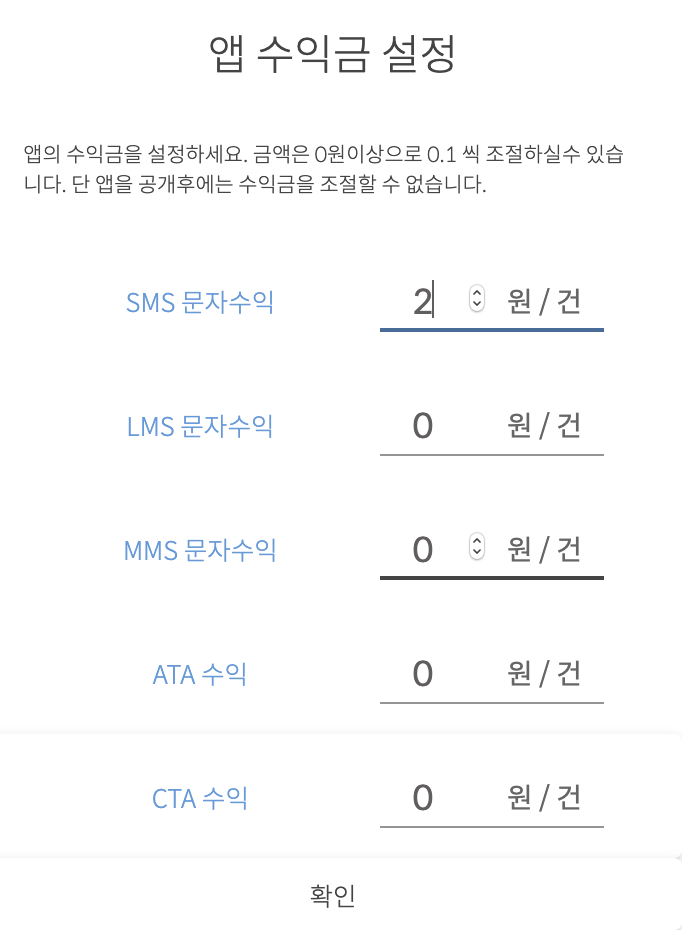 앱 수익금 설정
앱의 수익금을 설정하세요. 금액은 0원이상으로 0.1 씩 조절하실수 있습
니다. 단 앱을 공개후에는 수익금을 조절할 수 없습니다.
SMS 문자수익 2 원 / 건
LMS 문자수익 0 원 / 건
MMS 문자수익 0 원 / 건
ATA 수익 0 원 / 건
CTA 수익 0 원 / 건
확인